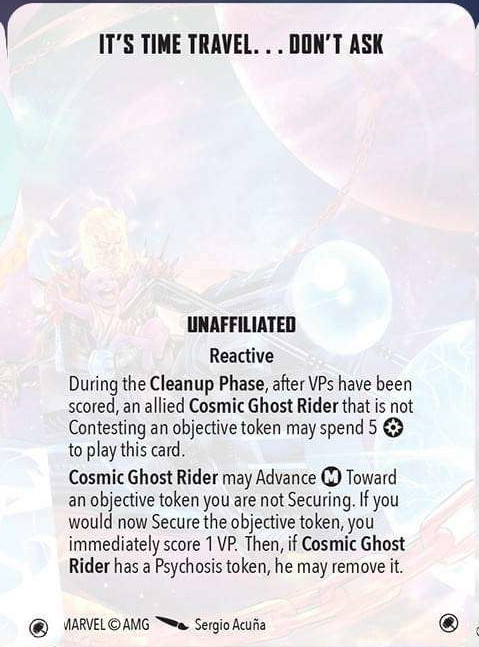 IT'S TIME TRAVEL. . . DON'T ASK
UNAFFILIATED
Reactive
During the Cleanup Phase, after VPs have been
scored, an allied Cosmic Ghost Rider that is not
Contesting an objective token may spend 5
to play this card.
Cosmic Ghost Rider may Advance M Toward
an objective token you are not Securing. If you
would now Secure the objective token, you
immediately score 1 VP. Then, if Cosmic Ghost
Rider has a Psychosis token, he may remove it.
MARVEL © AMG Sergio Acuña